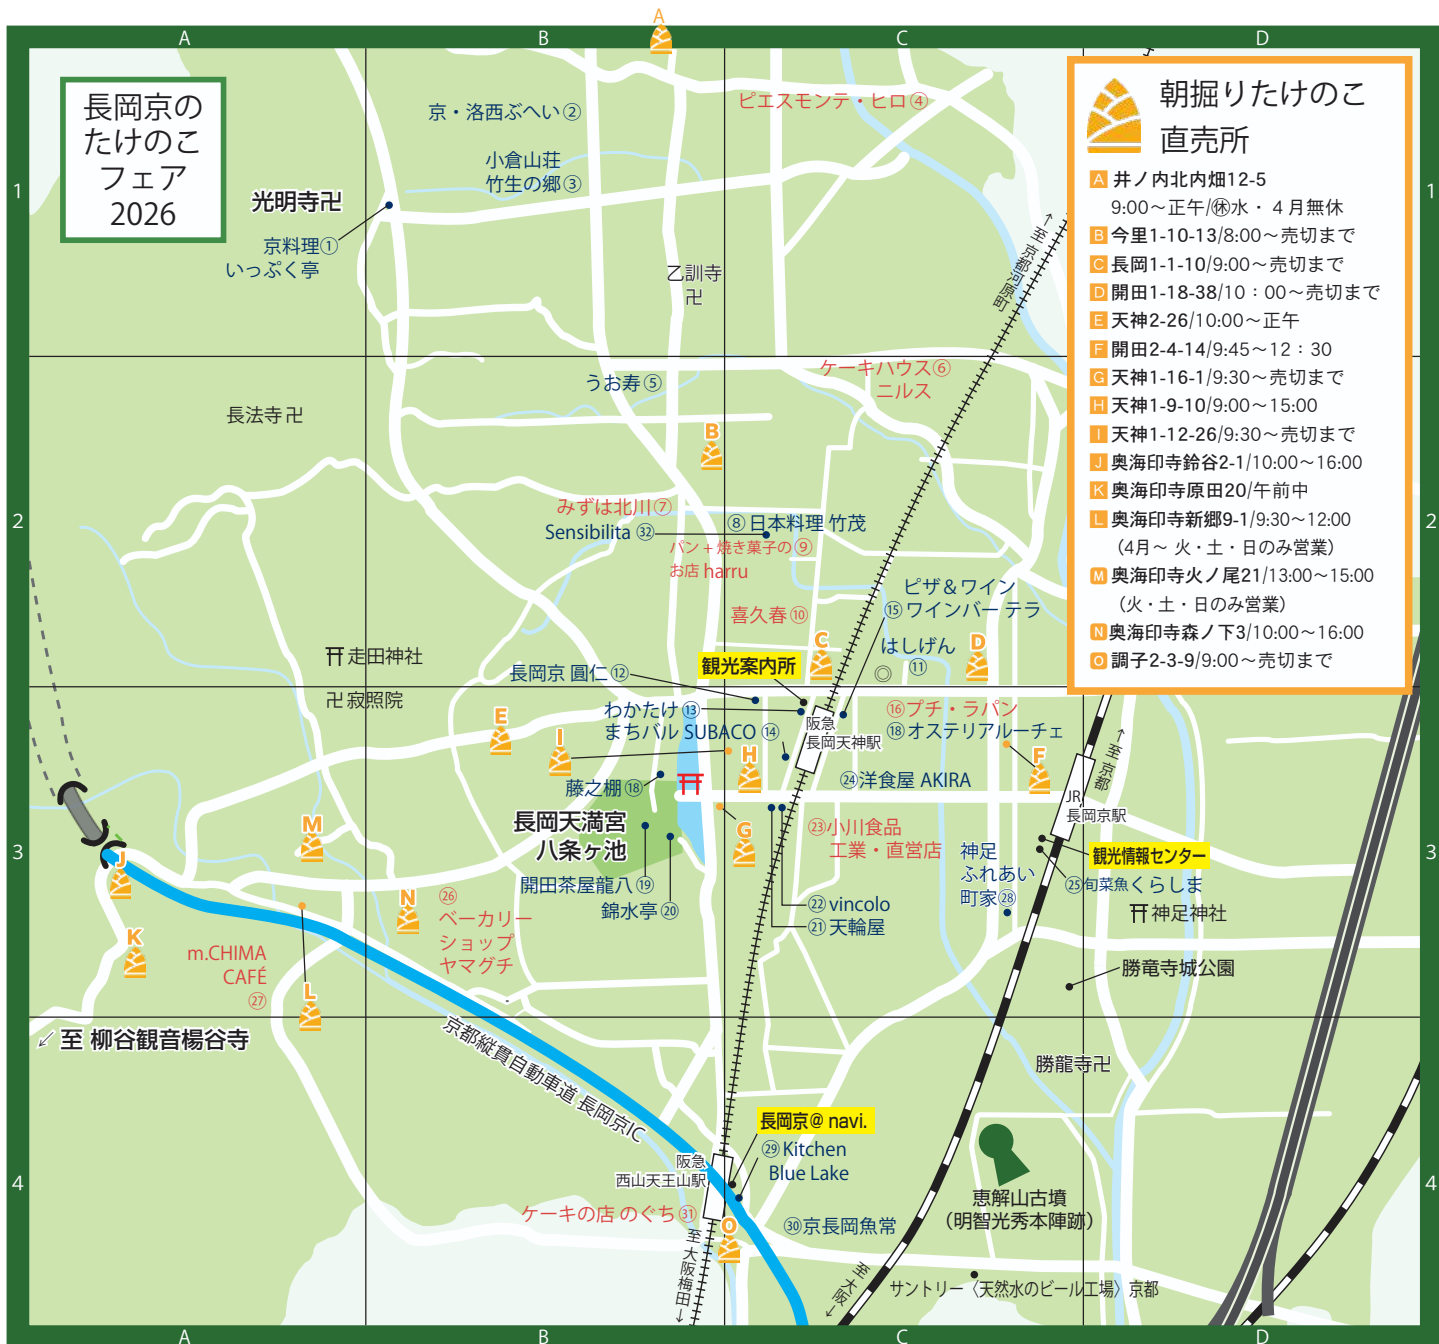 A
A
B
C
D
長岡京の
たけのこ
フェア
2026
朝掘りたけのこ
直売所
A 井ノ内北内畑12-5
9:00〜正午/㊡水・4月無休
B 今里1-10-13/8:00〜売切まで
C 長岡1-1-10/9:00〜売切まで
D 開田1-18-38/10：00〜売切まで
E 天神2-26/10:00〜正午
F 開田2-4-14/9:45〜12：30
G 天神1-16-1/9:30〜売切まで
H 天神1-9-10/9:00〜15:00
I 天神1-12-26/9:30〜売切まで
J 奥海印寺鈴谷2-1/10:00〜16:00
K 奥海印寺原田20/午前中
L 奥海印寺新郷9-1/9:30〜12:00
（4月〜 火・土・日のみ営業）
M 奥海印寺火ノ尾21/13:00〜15:00
（火・土・日のみ営業）
N 奥海印寺森ノ下3/10:00〜16:00
O 調子2-3-9/9:00〜売切まで
1
1
京・洛西ぶへい②
ピエスモンテ・ヒロ④
小倉山荘
竹生の郷③
光明寺卍
京料理①
いっぷく亭
乙訓寺
卍
↑至京都河原町
うお寿⑤
ケーキハウス⑥
ニルス
長法寺卍
B
2
2
みずは北川⑦
Sensibilita㉜
⑧日本料理 竹茂
パン+焼き菓子の⑨
お店 harru
ピザ＆ワイン
⑮ワインバー テラ
喜久春⑩
C
D
はしげん
⑪
◎
走田神社
観光案内所
長岡京 圓仁⑫
卍寂照院
わかたけ⑬
まちバル SUBACO⑭
阪急
長岡天神駅
⑯プチ・ラパン
⑱オステリアルーチェ
E
I
H
F
↑至京都
藤之棚⑱
㉔洋食屋 AKIRA
JR
長岡京駅
長岡天満宮
八条ヶ池
G
㉓小川食品
工業・直営店
M
J
3
3
神足
ふれあい
町家㉘
観光情報センター
㉕旬菜魚くらしま
開田茶屋龍八⑲
錦水亭⑳
㉒vincolo
㉑天輪屋
神足神社
N
㉖
ベーカリー
ショップ
ヤマグチ
K
m.CHIMA
CAFÉ
㉗
L
勝竜寺城公園
↙至 柳谷観音楊谷寺
京都縦貫自動車道 長岡京IC
勝龍寺卍
長岡京@ navi.
㉙Kitchen
Blue Lake
阪急
西山天王山駅
4
4
恵解山古墳
（明智光秀本陣跡）
ケーキの店 のぐち㉛
O
㉚京長岡魚常
至大阪梅田↓
至大阪↓
サントリー〈天然水のビール工場〉京都
A
B
C
D